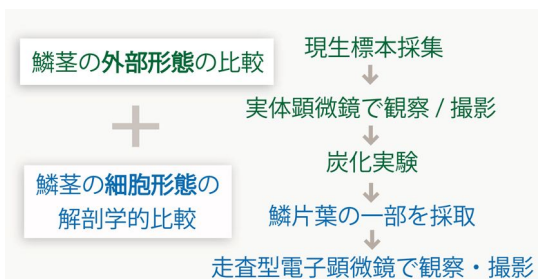 鱗茎の外部形態の比較
+
鱗茎の細胞形態の
解剖学的比較
現生標本採集
↓
実体顕微鏡で観察 / 撮影
↓
炭化実験
↓
鱗片葉の一部を採取
↓
走査型電子顕微鏡で観察・撮影